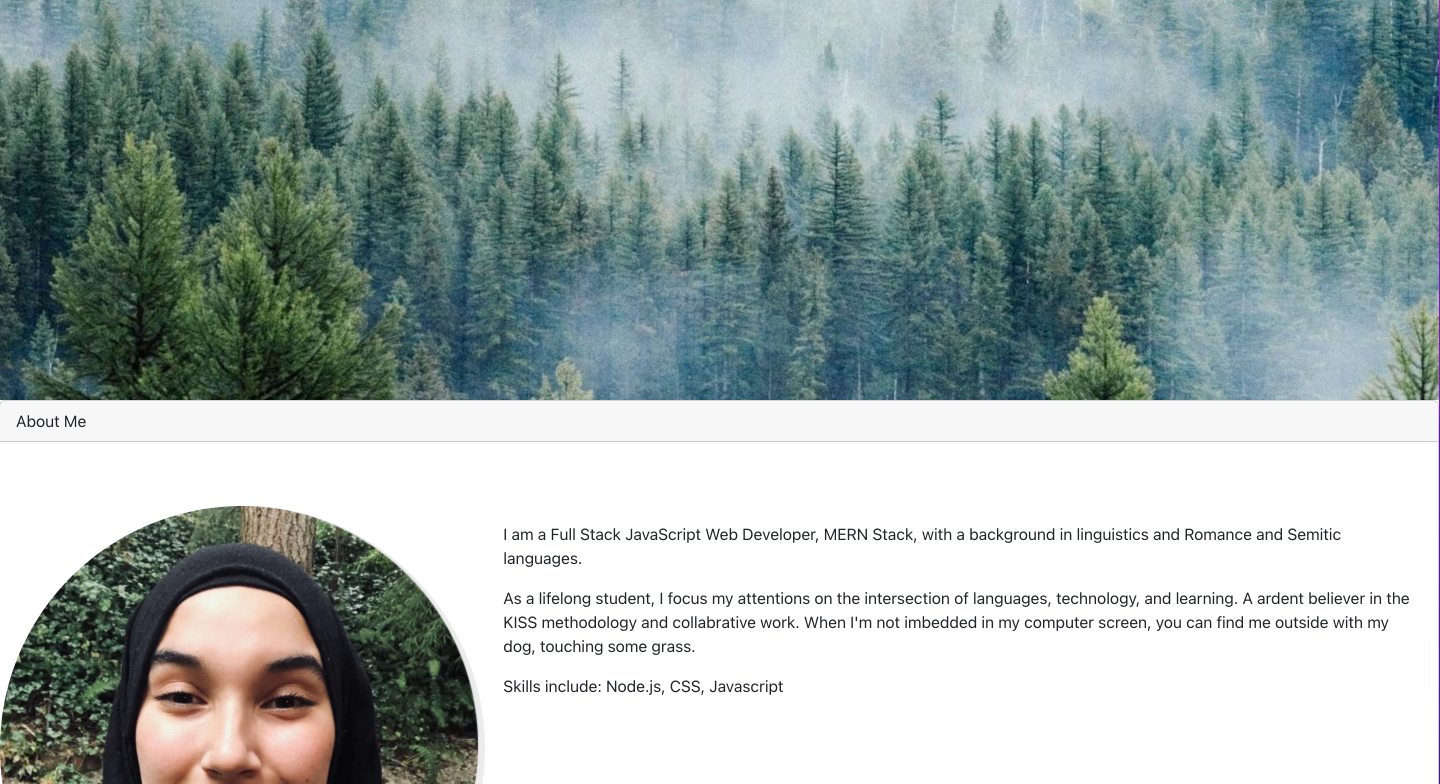 About Me
I am a Full Stack JavaScript Web Developer, MERN Stack, with a background in linguistics and Romance and Semitic
languages.
As a lifelong student, I focus my attentions on the intersection of languages, technology, and learning. A ardent believer in the
KISS methodology and collabrative work. When I'm not imbedded in my computer screen, you can find me outside with my
dog, touching some grass.
Skills include: Node.js, CSS, Javascript